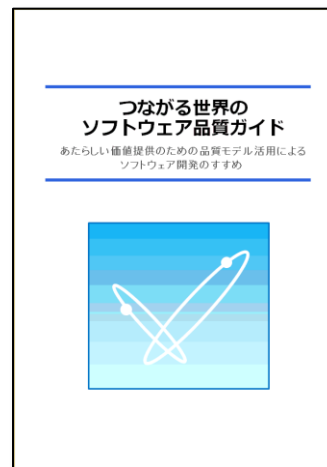 つながる世界の
ソフトウェア品質ガイド
あたらしい価値提供のための品質モデル活用による
ソフトウェア開発のすすめ